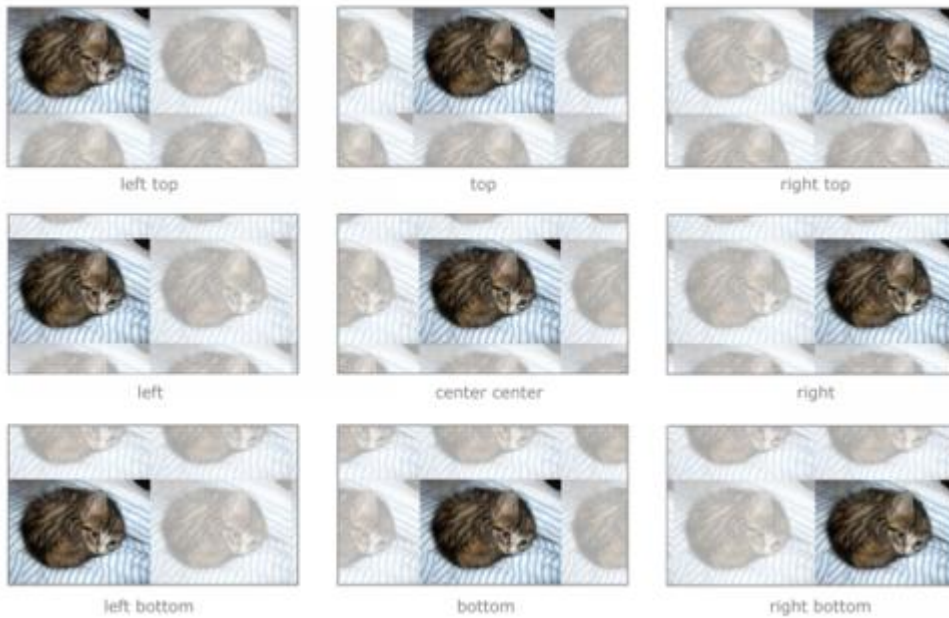 left top
top
right top
left
center center
right
left bottom
bottom
right bottom